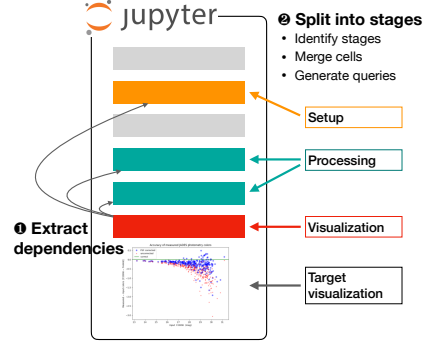 jupyter
❷ Split into stages
• Identify stages
• Merge cells
• Generate queries
Setup
Processing
❶ Extract
dependencies
Visualization
Target
visualization